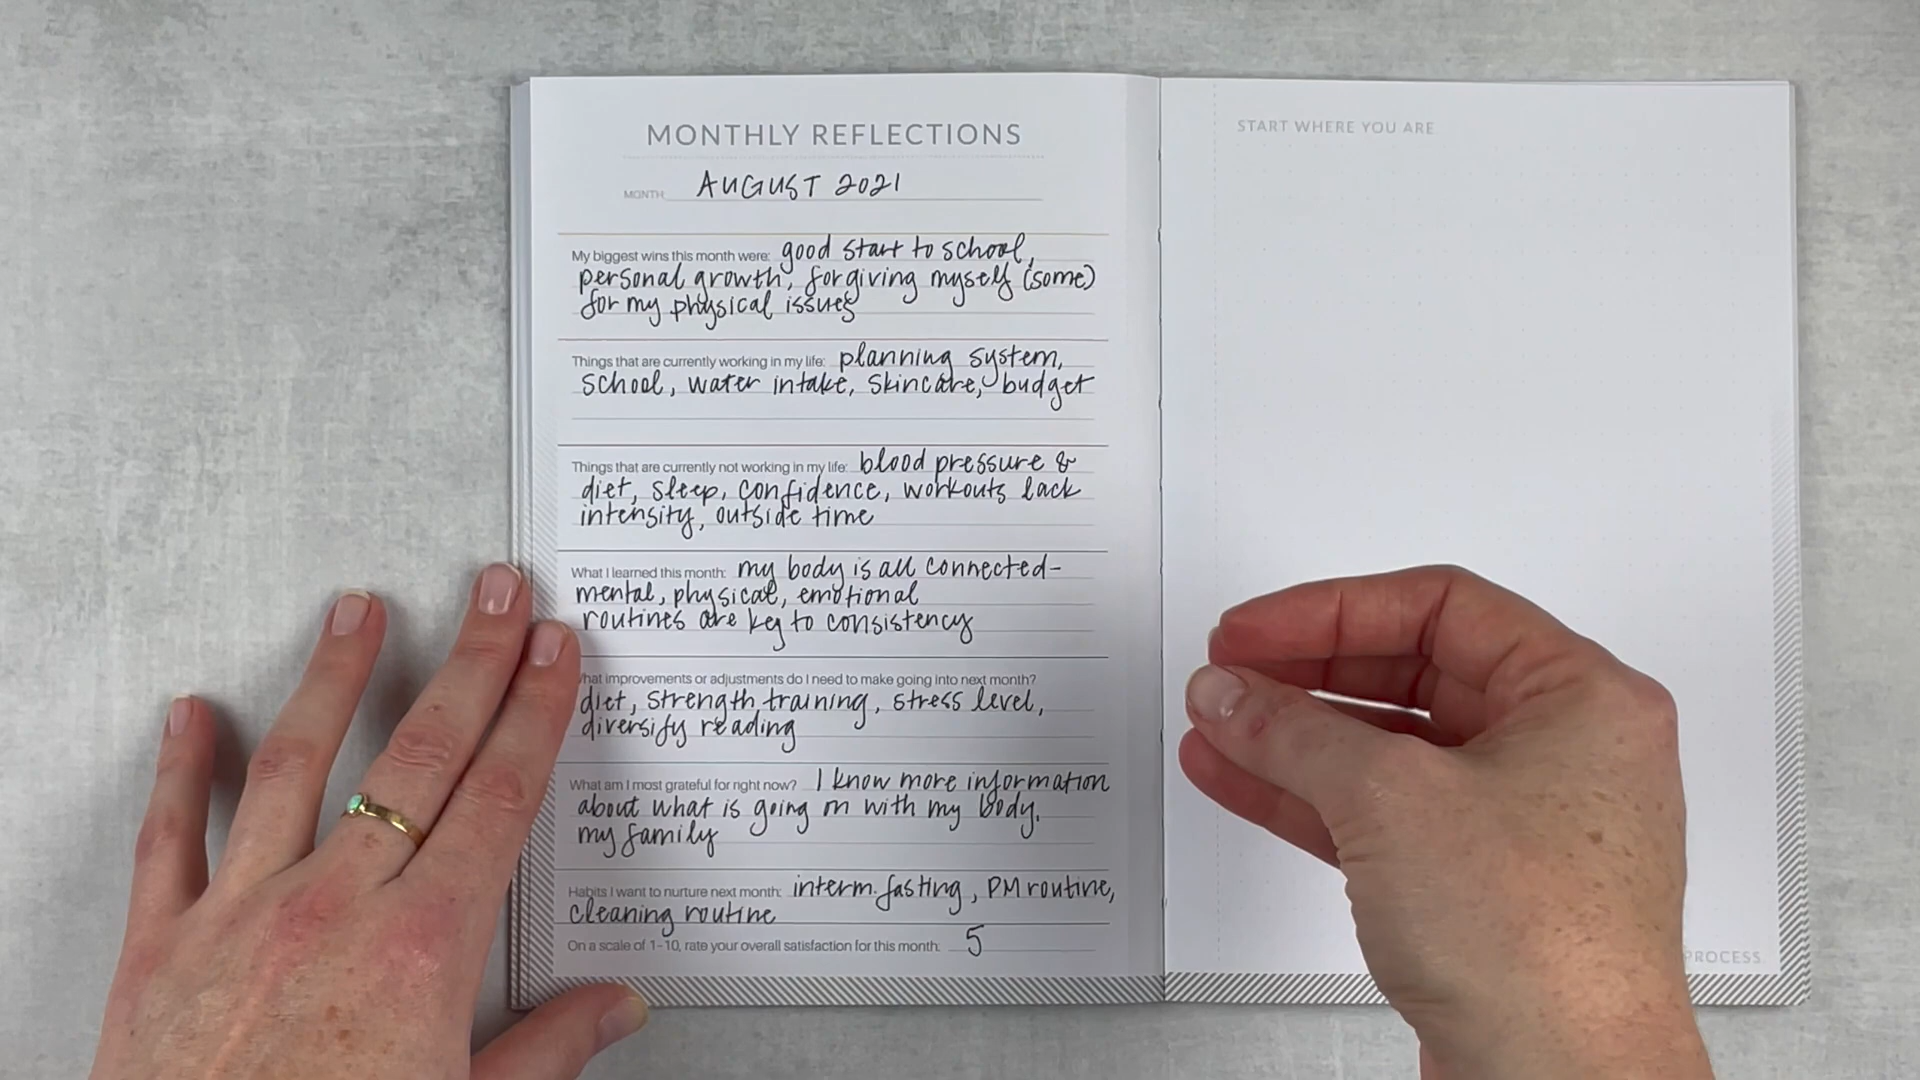 MONTHLY REFLECTIONS
MONTH: AUGUST 2021
My biggest wins this month were: good start to school,
personal growth, forgiving myself (some)
for my physical issues
Things that are currently working in my life: planning system,
school, water intake, skincare, budget
Things that are currently not working in my life: blood pressure &
diet, sleep, confidence, workouts lack
intensity, outside time
What I learned this month: my body is all connected-
mental, physical, emotional
routines are key to consistency
hat improvements or adjustments do I need to make going into next month?
diet, strength training, stress level,
diversify reading
What am I most grateful for right now? I know more information
about what is going on with my body.
my family
Habits I want to nurture next month: interm. fasting, PM routine,
cleaning routine
On a scale of 1-10, rate your overall satisfaction for this month: 5
START WHERE YOU ARE
PROCESS